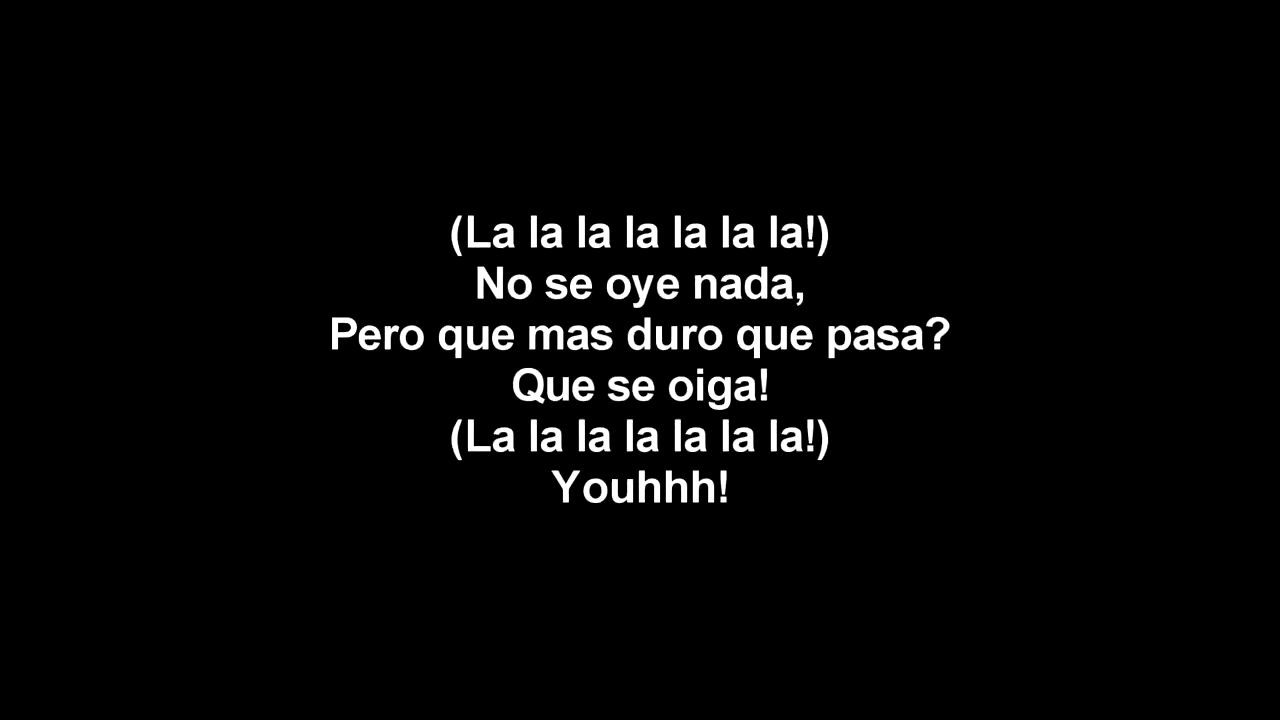 (La la la la la la la!)
No se oye nada,
Pero que mas duro que pasa?
Que se oiga!
(La la la la la la la!)
Youhhh!